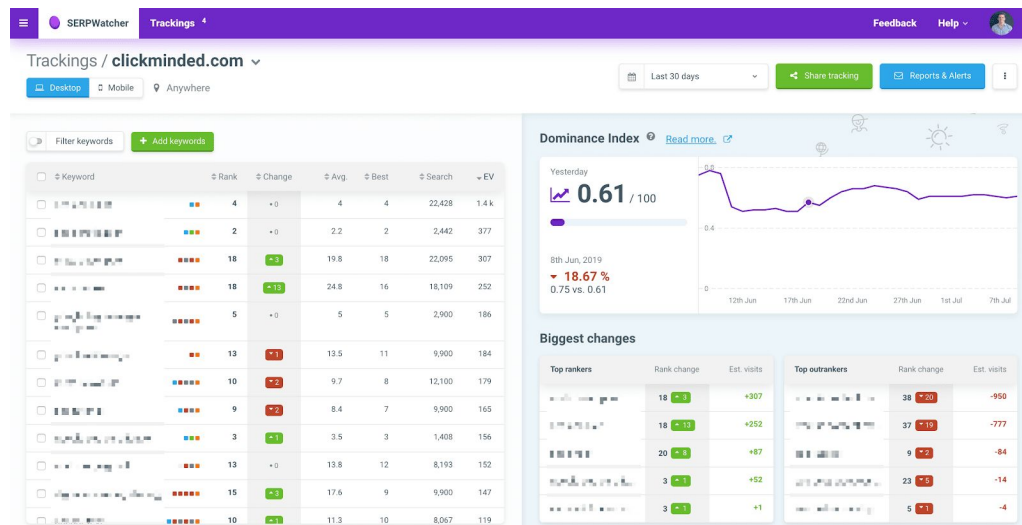 SERPWatcher Trackings 4 Feedback Help
Trackings / clickminded.com
Desktop Mobile Anywhere
Last 30 days Share tracking Reports & Alerts
Filter keywords + Add keywords
Keyword Rank Change Avg. Best Search EV
4 0 4 4 22,428 1.4 k
2 0 2.2 2 2,442 377
18 3 19.8 18 22,095 307
18 13 24.8 16 18,109 252
5 0 5 5 2,900 186
13 1 13.5 11 9,900 184
10 2 9.7 8 12,100 179
9 2 8.4 7 9,900 165
3 1 3.5 3 1,408 156
13 0 13.8 12 8,193 152
15 3 17.6 9 9,900 147
10 1 11.3 10 8,067 119
Dominance Index Read more.
Yesterday
0.61 / 100
8th Jun, 2019
18.67 %
0.75 vs. 0.61
0.8
0.4
0
12th Jun 17th Jun 22nd Jun 27th Jun 1st Jul 7th Jul
Biggest changes
Top rankers Rank change Est. visits
18 3 +307
18 13 +252
20 8 +87
3 1 +52
3 1 +1
Top outrankers Rank change Est. visits
38 20 -950
37 19 -777
9 2 -84
23 5 -14
5 1 -4